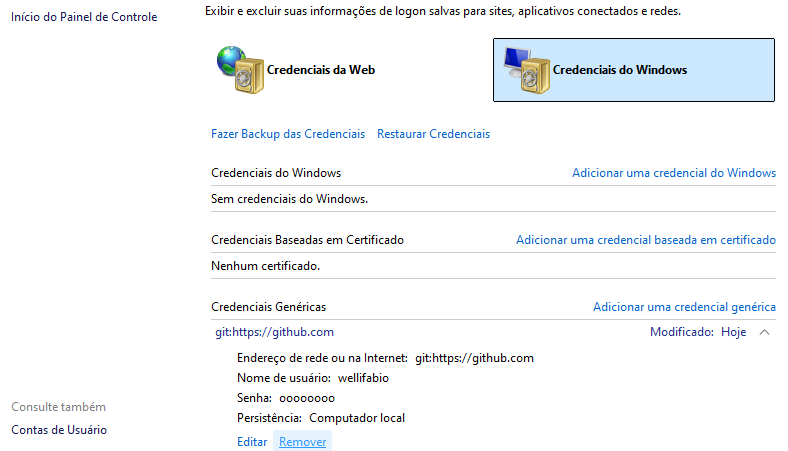 Início do Painel de Controle
Exibir e excluir suas informações de logon salvas para sites, aplicativos conectados e redes.
Credenciais da Web
Credenciais do Windows
Fazer Backup das Credenciais Restaurar Credenciais
Credenciais do Windows Adicionar uma credencial do Windows
Sem credenciais do Windows.
Credenciais Baseadas em Certificado Adicionar uma credencial baseada em certificado
Nenhum certificado.
Credenciais Genéricas Adicionar uma credencial genérica
git:https://github.com Modificado: Hoje
Endereço de rede ou na Internet: git:https://github.com
Nome de usuário: wellifabio
Senha: oooooooo
Persistência: Computador local
Editar Remover
Consulte também
Contas de Usuário